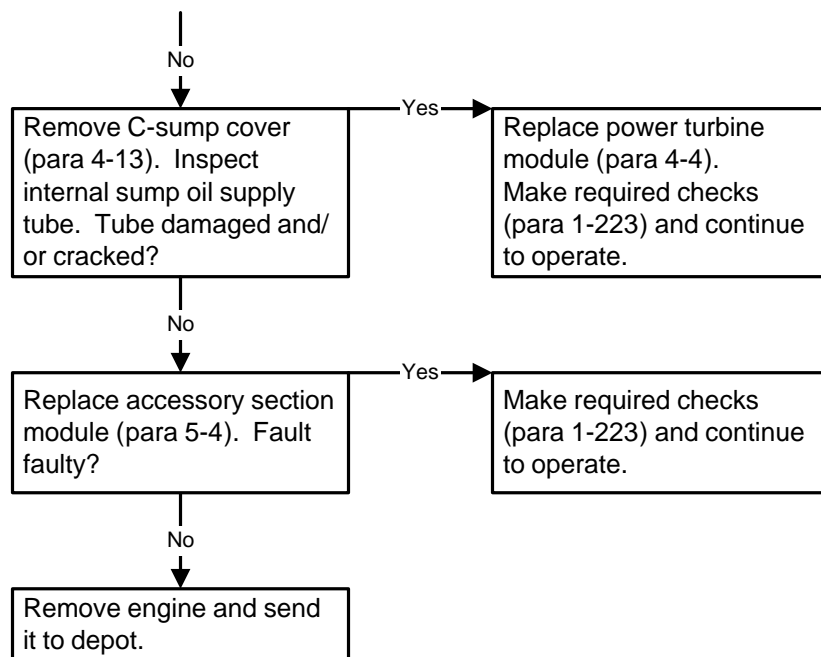 No
Remove C-sump cover
(para 4-13).  Inspect
internal sump oil supply
tube.  Tube damaged and/
or cracked?
Yes
Replace power turbine
module (para 4-4).
Make required checks
(para 1-223) and continue
to operate.
No
Replace accessory section
module (para 5-4).  Fault
faulty?
Yes
Make required checks
(para 1-223) and continue
to operate.
No
Remove engine and send
it to depot.